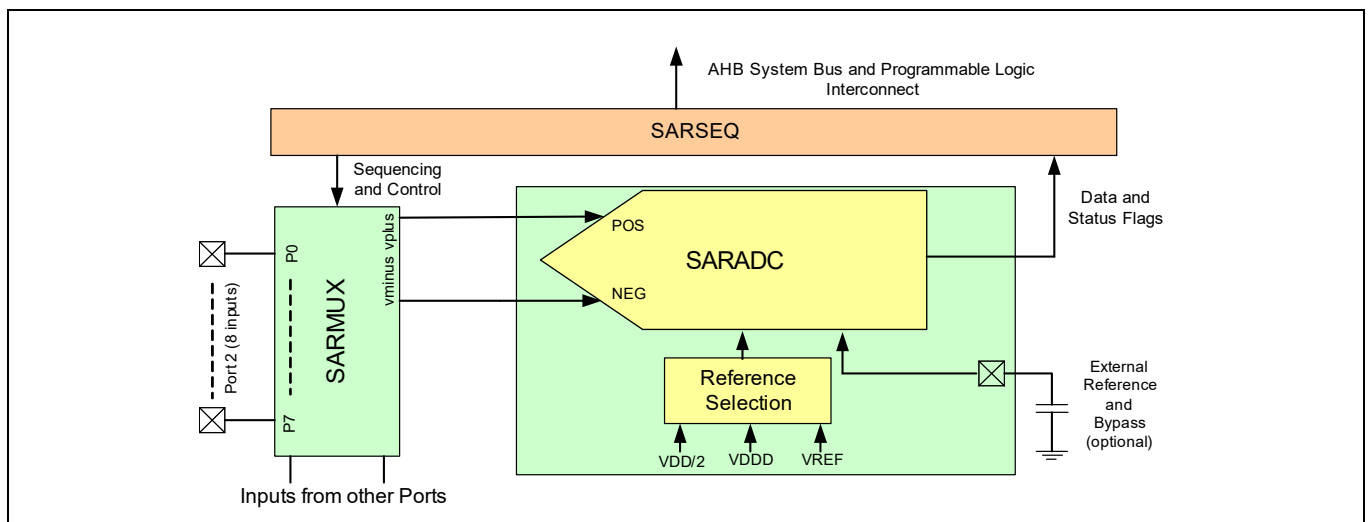 AHB System Bus and Programmable Logic
Interconnect
SARSEQ
Sequencing
and Control
Data and
Status Flags
vminus vplus
POS
P0
SARADC
SARMUX
Port 2 (8 inputs)
NEG
P7
Reference
Selection
External
Reference
and
Bypass
(optional)
VDD/2
VDDD
VREF
Inputs from other Ports